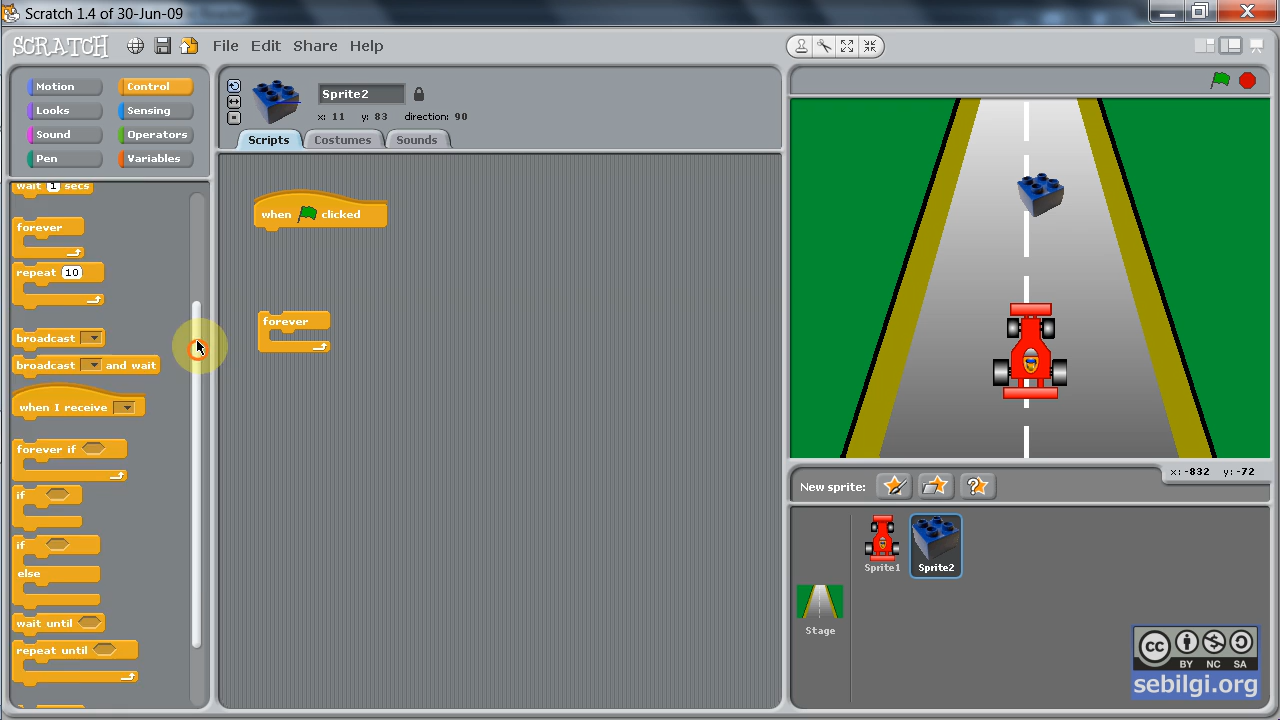 Scratch 1.4 of 30-Jun-09
SCRATCH File Edit Share Help
Motion Control
Looks Sensing
Sound Operators
Pen Variables
Sprite2
x: 11 y: 83 direction: 90
Scripts Costumes Sounds
wait 1 secs
forever
repeat 10
broadcast
broadcast and wait
when I receive
forever if
if
if
else
wait until
repeat until
when clicked
forever
x: -832 y: -72
New sprite:
Sprite1 Sprite2
Stage
CC BY NC SA
sebilgi.org